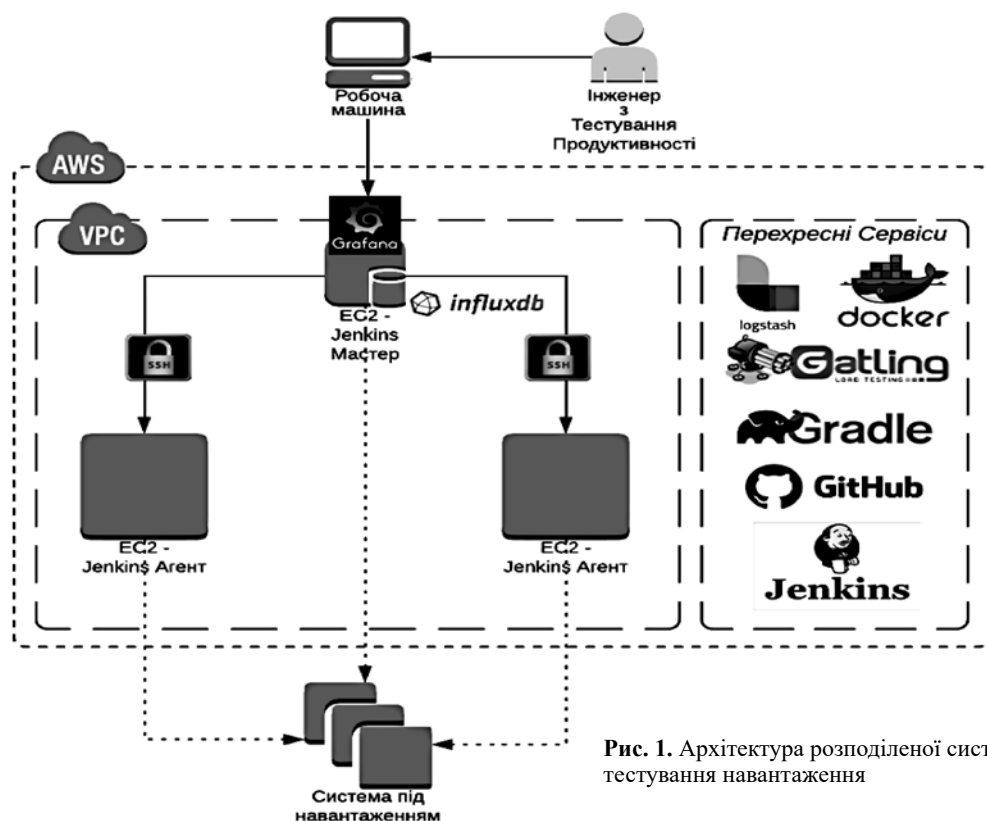 Робоча
машина
Інженер
з
Тестування
Продуктивності
AWS
VPC
Grafana
influxdb
EC2 -
Jenkins
Мастер
SSH
SSH
EC2 -
Jenkins Агент
EC2 -
Jenkins Агент
Перехресні Сервіси
logstash
docker
Gatling
LOAD TESTING
Gradle
GitHub
Jenkins
Система під
навантаженням
Рис. 1. Архітектура розподіленої сист
тестування навантаження